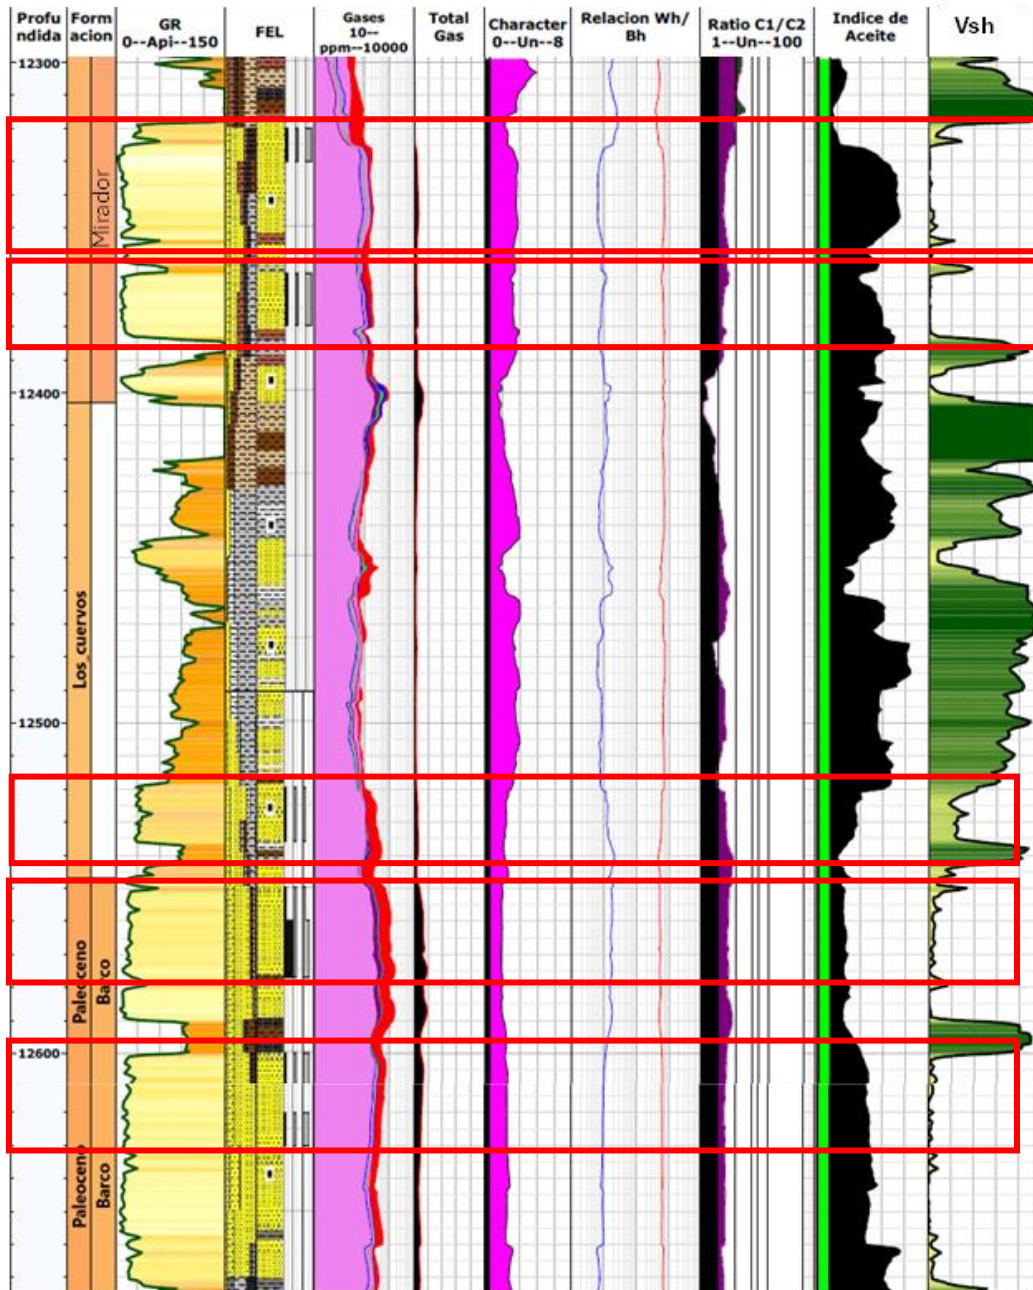 Profu
ndida
Form
acion
GR
0--Api--150
FEL
Gases
10--
ppm--10000
Total
Gas
Character
0--Un--8
Relacion Wh/
Bh
Ratio C1/C2
1--Un--100
Indice de
Aceite
Vsh
12300
Mirador
12400
Los_cuervos
12500
Paleoceno
Barco
12600
Paleoceno
Barco